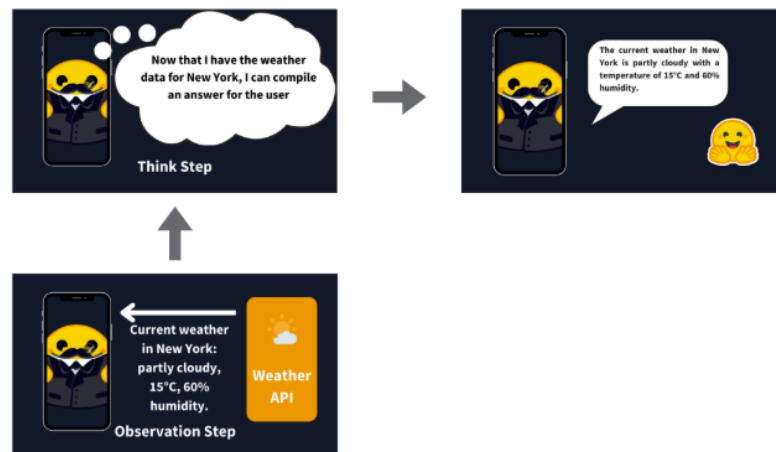 Now that I have the weather
data for New York, I can compile
an answer for the user
Think Step
The current weather in New
York is partly cloudy with a
temperature of 15°C and 60%
humidity.
Current weather
in New York:
partly cloudy,
15°C, 60%
humidity.
Weather
API
Observation Step